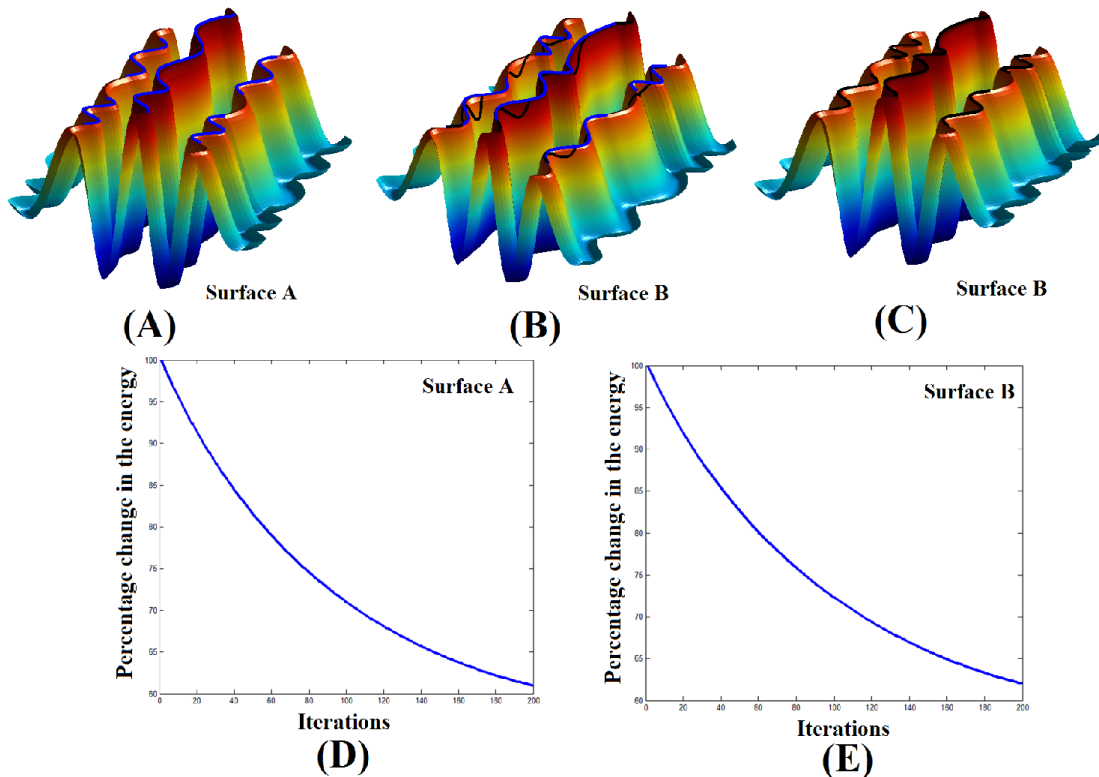 Surface A
Surface B
Surface B
(A)
(B)
(C)
Percentage change in the energy
100
95
90
85
80
75
70
65
60
Surface A
0 20 40 60 80 100 120 140 160 180 200
Iterations
(D)
Percentage change in the energy
100
95
90
85
80
75
70
65
60
Surface B
0 20 40 60 80 100 120 140 160 180 200
Iterations
(E)